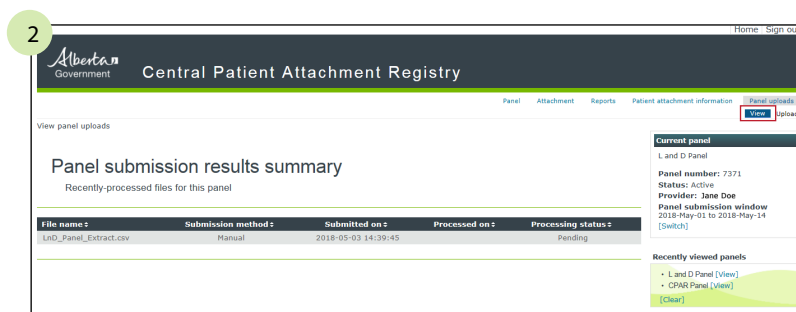 2
Home Sign ou
Alberta
Government
Central Patient Attachment Registry
Panel Attachment Reports Patient attachment information Panel uploads
View Uploa
View panel uploads
Panel submission results summary
Recently-processed files for this panel
File name Submission method Submitted on Processed on Processing status
LnD_Panel_Extract.csv Manual 2018-05-03 14:39:45 Pending
Current panel
L and D Panel
Panel number: 7371
Status: Active
Provider: Jane Doe
Panel submission window
2018-May-01 to 2018-May-14
[Switch]
Recently viewed panels
• L and D Panel [View]
• CPAR Panel [View]
[Clear]